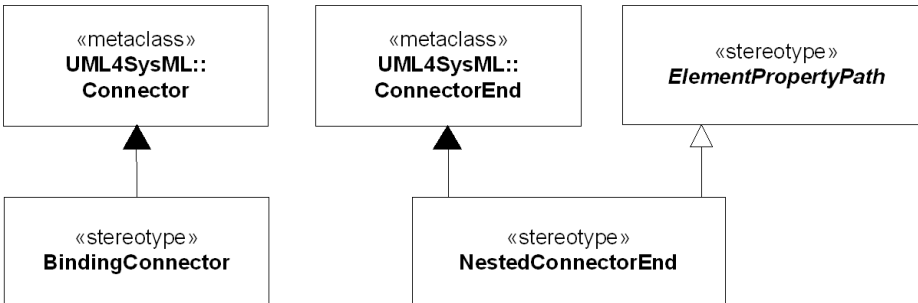 «metaclass»
UML4SysML::
Connector
«metaclass»
UML4SysML::
ConnectorEnd
«stereotype»
ElementPropertyPath
«stereotype»
BindingConnector
«stereotype»
NestedConnectorEnd